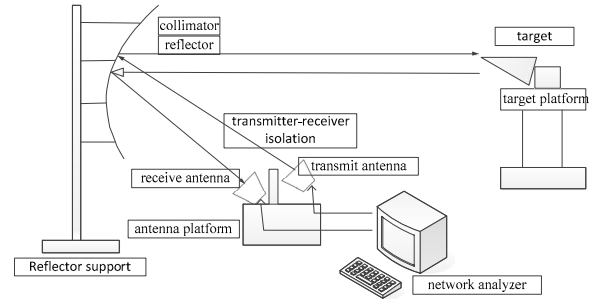 collimator
reflector
target
target platform
transmitter-receiver
isolation
transmit antenna
receive antenna
antenna platform
Reflector support
network analyzer